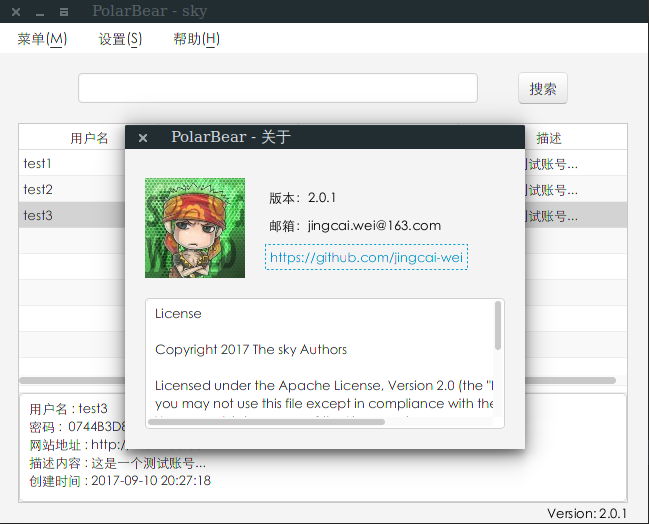 PolarBear - sky
菜单(M) 设置(S) 帮助(H)
搜索
用户名 描述
test1 测试账号...
test2 测试账号...
test3 测试账号...
PolarBear - 关于
版本： 2.0.1
邮箱： jingcai.wei@163.com
https://github.com/jingcai-wei
License
Copyright 2017 The sky Authors
Licensed under the Apache License, Version 2.0 (the "
you may not use this file except in compliance with the
用户名 : test3
密码 : 0744B3D8
网站地址 : http:/
描述内容 : 这是一个测试账号...
创建时间 : 2017-09-10 20:27:18
Version: 2.0.1